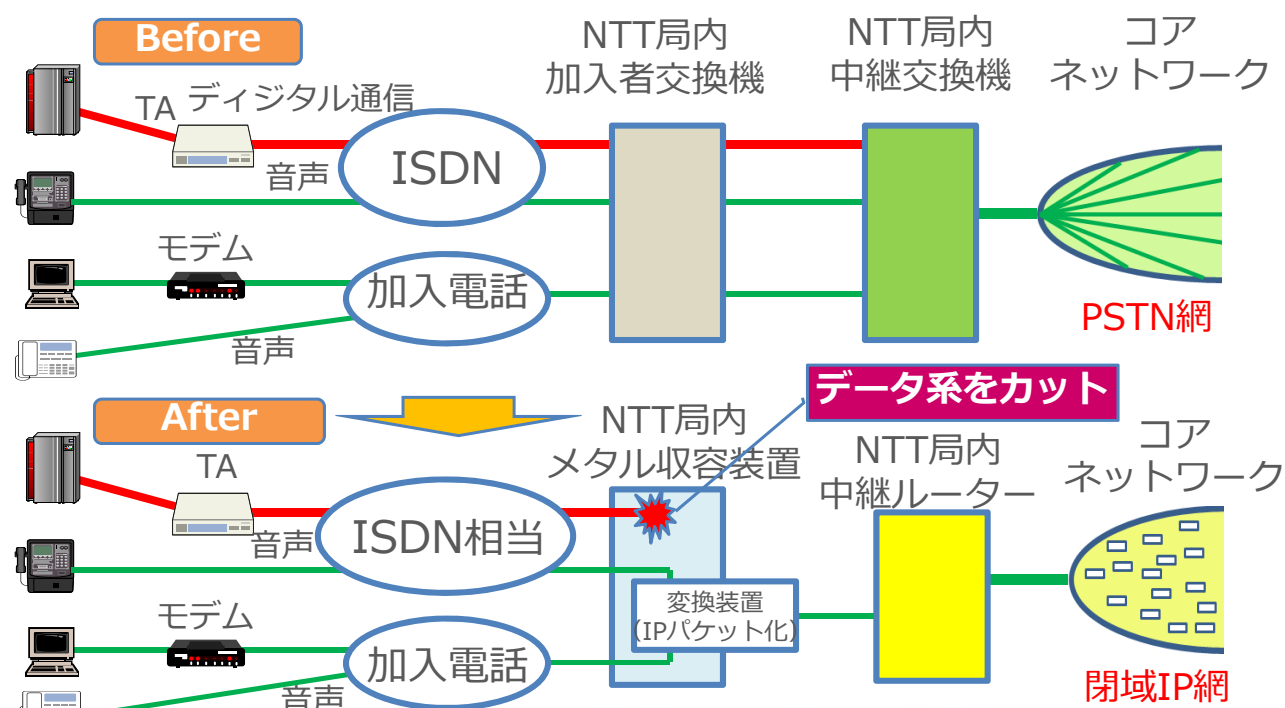 Before
NTT局内
加入者交換機
NTT局内
中継交換機
コア
ネットワーク
TA
ディジタル通信
ISDN
音声
モデム
加入電話
音声
PSTN網
データ系をカット
After
NTT局内
メタル収容装置
NTT局内
中継ルーター
コア
ネットワーク
TA
ISDN相当
音声
変換装置
(IPパケット化)
モデム
加入電話
音声
閉域IP網